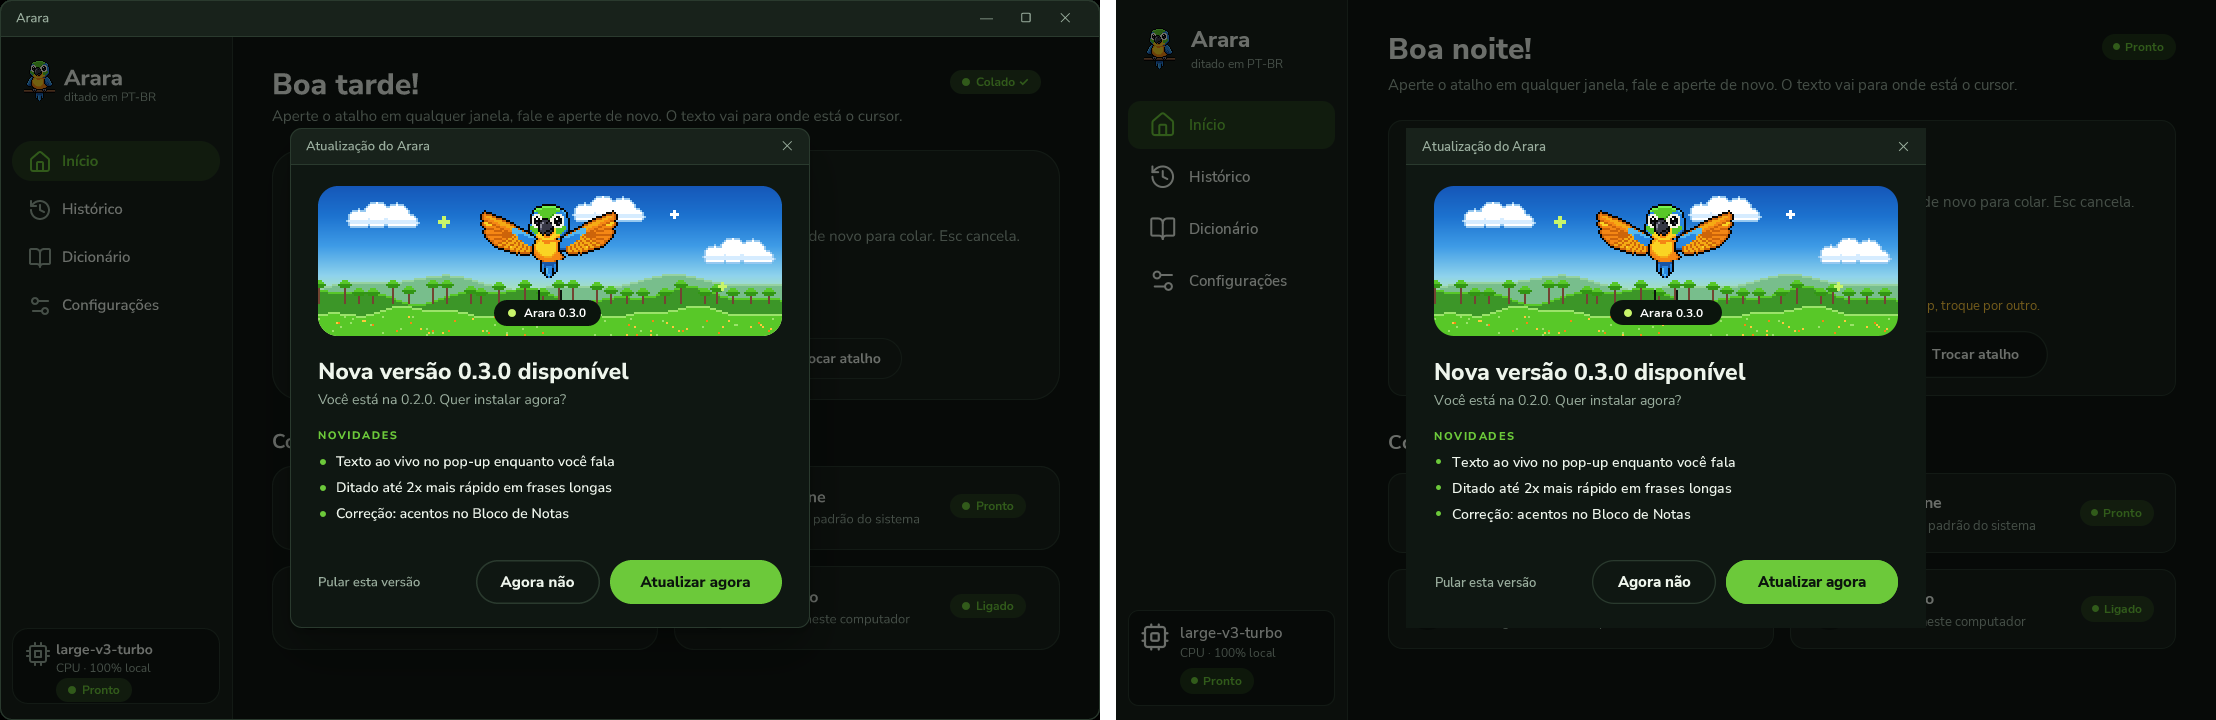 Arara
Arara
ditado em PT-BR
Início
Histórico
Dicionário
Configurações
large-v3-turbo
CPU · 100% local
Pronto
Boa tarde!
Colado ✓
Aperte o atalho em qualquer janela, fale e aperte de novo. O texto vai para onde está o cursor.
de novo para colar. Esc cancela.
ocar atalho
Co
ne
padrão do sistema
Pronto
o
neste computador
Ligado
Atualização do Arara
Arara 0.3.0
Nova versão 0.3.0 disponível
Você está na 0.2.0. Quer instalar agora?
NOVIDADES
Texto ao vivo no pop-up enquanto você fala
Ditado até 2x mais rápido em frases longas
Correção: acentos no Bloco de Notas
Pular esta versão
Agora não
Atualizar agora
Arara
ditado em PT-BR
Início
Histórico
Dicionário
Configurações
large-v3-turbo
CPU · 100% local
Pronto
Boa noite!
Pronto
Aperte o atalho em qualquer janela, fale e aperte de novo. O texto vai para onde está o cursor.
de novo para colar. Esc cancela.
p, troque por outro.
Trocar atalho
Co
ne
padrão do sistema
Pronto
o
neste computador
Ligado
Atualização do Arara
Arara 0.3.0
Nova versão 0.3.0 disponível
Você está na 0.2.0. Quer instalar agora?
NOVIDADES
Texto ao vivo no pop-up enquanto você fala
Ditado até 2x mais rápido em frases longas
Correção: acentos no Bloco de Notas
Pular esta versão
Agora não
Atualizar agora